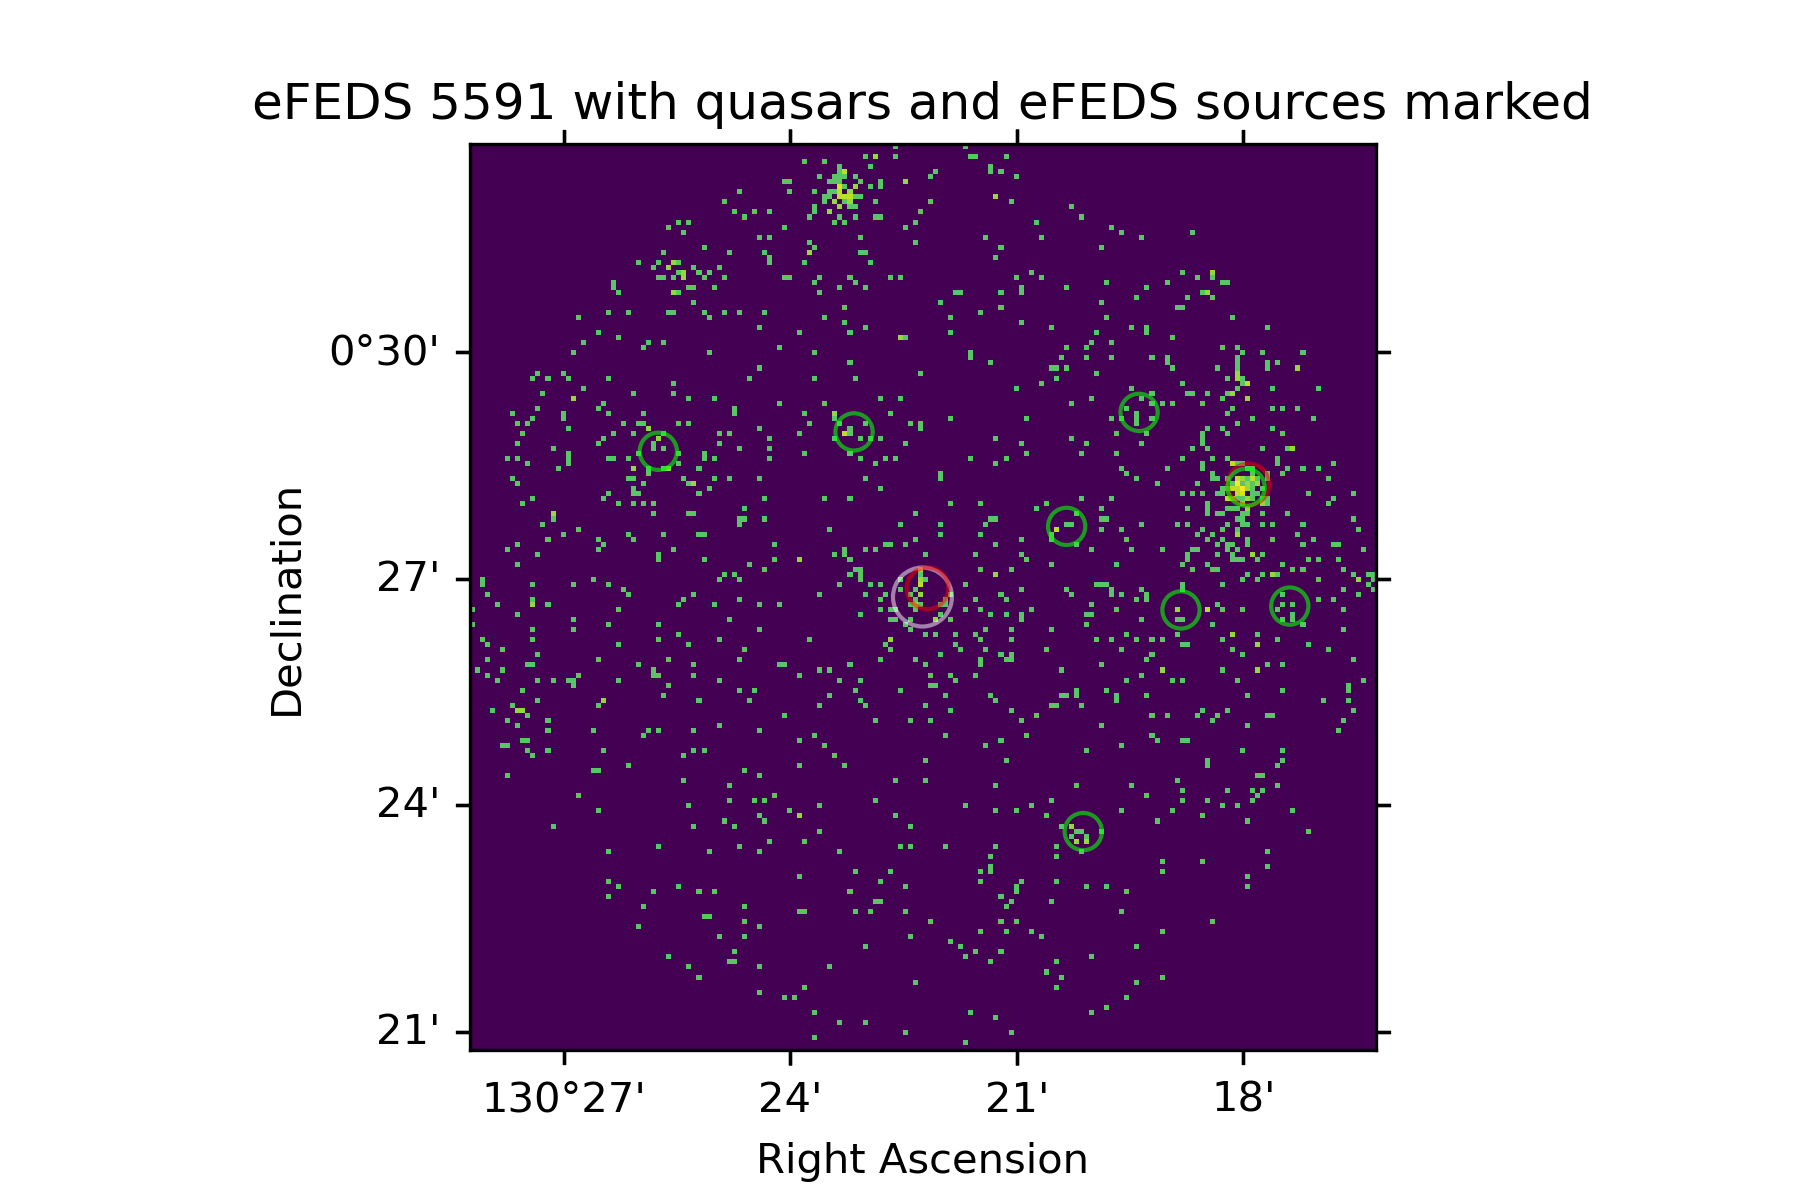 eFEDS 5591 with quasars and eFEDS sources marked
0°30'
27'
24'
21'
Declination
130°27'
24'
21'
18'
Right Ascension